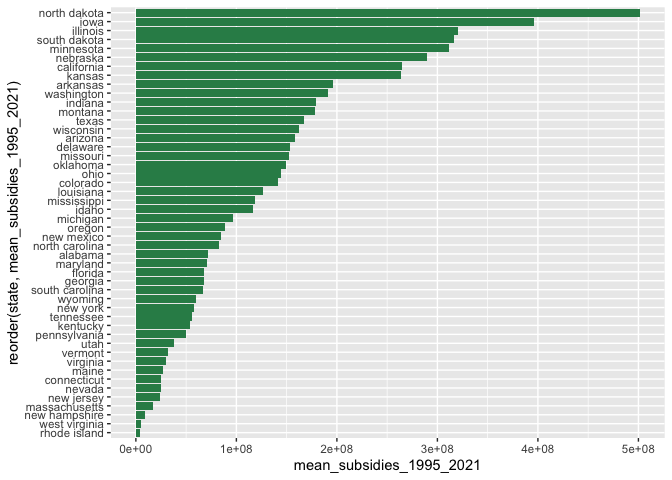 north dakota
iowa
illinois
south dakota
minnesota
nebraska
california
kansas
arkansas
washington
indiana
montana
texas
wisconsin
arizona
delaware
missouri
oklahoma
ohio
colorado
louisiana
mississippi
idaho
michigan
oregon
new mexico
north carolina
alabama
maryland
florida
georgia
south carolina
wyoming
new york
tennessee
kentucky
pennsylvania
utah
vermont
virginia
maine
connecticut
nevada
new jersey
massachusetts
new hampshire
west virginia
rhode island
reorder(state, mean_subsidies_1995_2021)
0e+00 1e+08 2e+08 3e+08 4e+08 5e+08
mean_subsidies_1995_2021